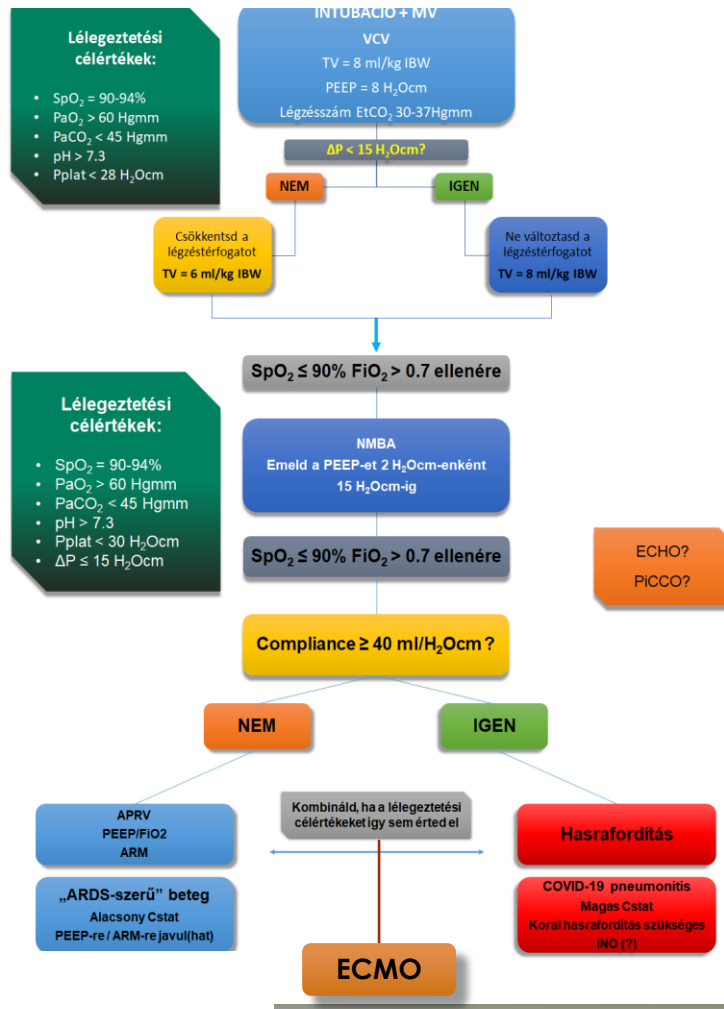 INTUBÁCIÓ + MV
VCV
TV = 8 ml/kg IBW
PEEP = 8 H₂Ocm
Légzésszám EtCO₂ 30-37Hgmm
Lélegeztetési
célértékek:
• SpO₂ = 90-94%
• PaO₂ > 60 Hgmm
• PaCO₂ < 45 Hgmm
• pH > 7.3
• Pplat < 28 H₂Ocm
ΔP < 15 H₂Ocm?
NEM
IGEN
Csökkentsd a
légzéstérfogatot
TV = 6 ml/kg IBW
Ne változtasd a
légzéstérfogatot
TV = 8 ml/kg IBW
SpO₂ ≤ 90% FiO₂ > 0.7 ellenére
Lélegeztetési
célértékek:
• SpO₂ = 90-94%
• PaO₂ > 60 Hgmm
• PaCO₂ < 45 Hgmm
• pH > 7.3
• Pplat < 30 H₂Ocm
• ΔP ≤ 15 H₂Ocm
NMBA
Emeld a PEEP-et 2 H₂Ocm-enként
15 H₂Ocm-ig
SpO₂ ≤ 90% FiO₂ > 0.7 ellenére
ECHO?
PiCCO?
Compliance ≥ 40 ml/H₂Ocm ?
NEM
IGEN
APRV
PEEP/FiO2
ARM
Kombináld, ha a lélegeztetési
célértékeket így sem érted el
Hasrafordítás
„ARDS-szerű” beteg
Alacsony Cstat
PEEP-re / ARM-re javul(hat)
COVID-19 pneumonitis
Magas Cstat
Korai hasrafordítás szükséges
iNO (?)
ECMO